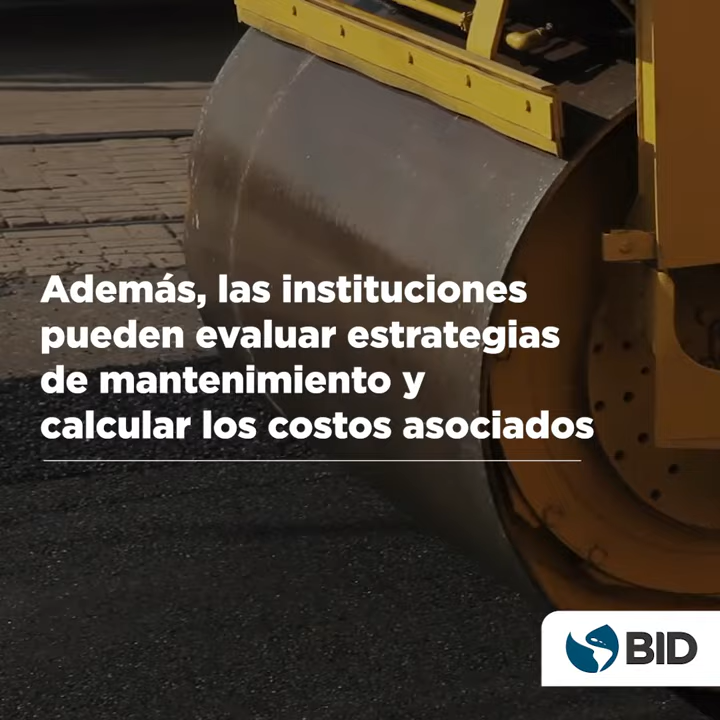 Además, las instituciones
pueden evaluar estrategias
de mantenimiento y
calcular los costos asociados
BID